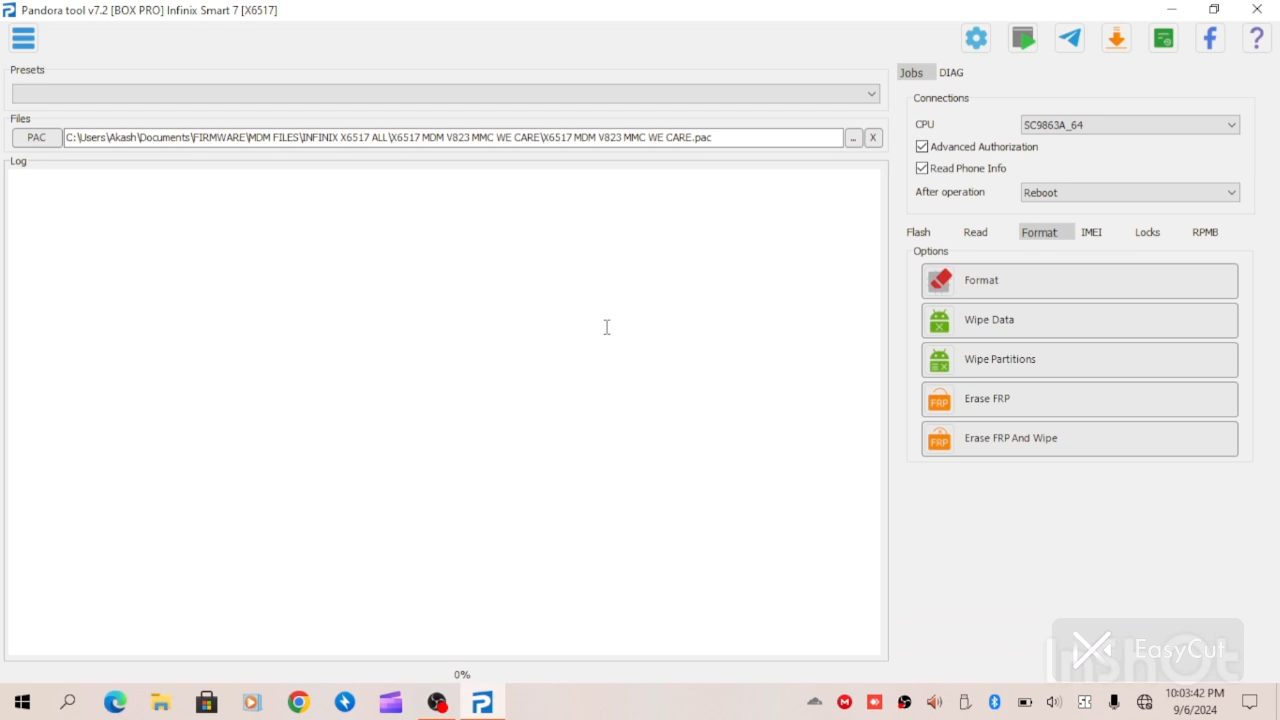 Pandora tool v7.2 [BOX PRO] Infinix Smart 7 [X6517]
Presets
Files
PAC
C:\Users\Akash\Documents\FIRMWARE\MDM FILES\INFINIX X6517 ALL\X6517 MDM V823 MMC WE CARE\X6517 MDM V823 MMC WE CARE.pac
...
X
Log
Jobs
DIAG
Connections
CPU
SC9863A_64
Advanced Authorization
Read Phone Info
After operation
Reboot
Flash
Read
Format
IMEI
Locks
RPMB
Options
Format
Wipe Data
Wipe Partitions
FRP
Erase FRP
FRP
Erase FRP And Wipe
EasyCut
InShOt
0%
10:03:42 PM
9/6/2024